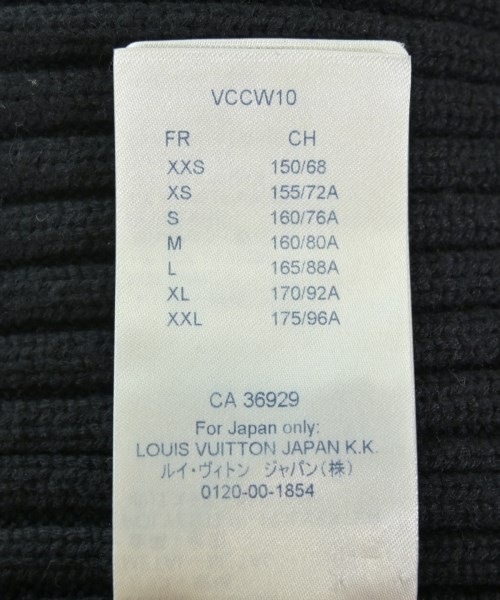 VCCW10
FR CH
XXS 150/68
XS 155/72A
S 160/76A
M 160/80A
L 165/88A
XL 170/92A
XXL 175/96A
CA 36929
For Japan only:
LOUIS VUITTON JAPAN K.K.
ルイ・ヴィトン ジャパン(株)
0120-00-1854